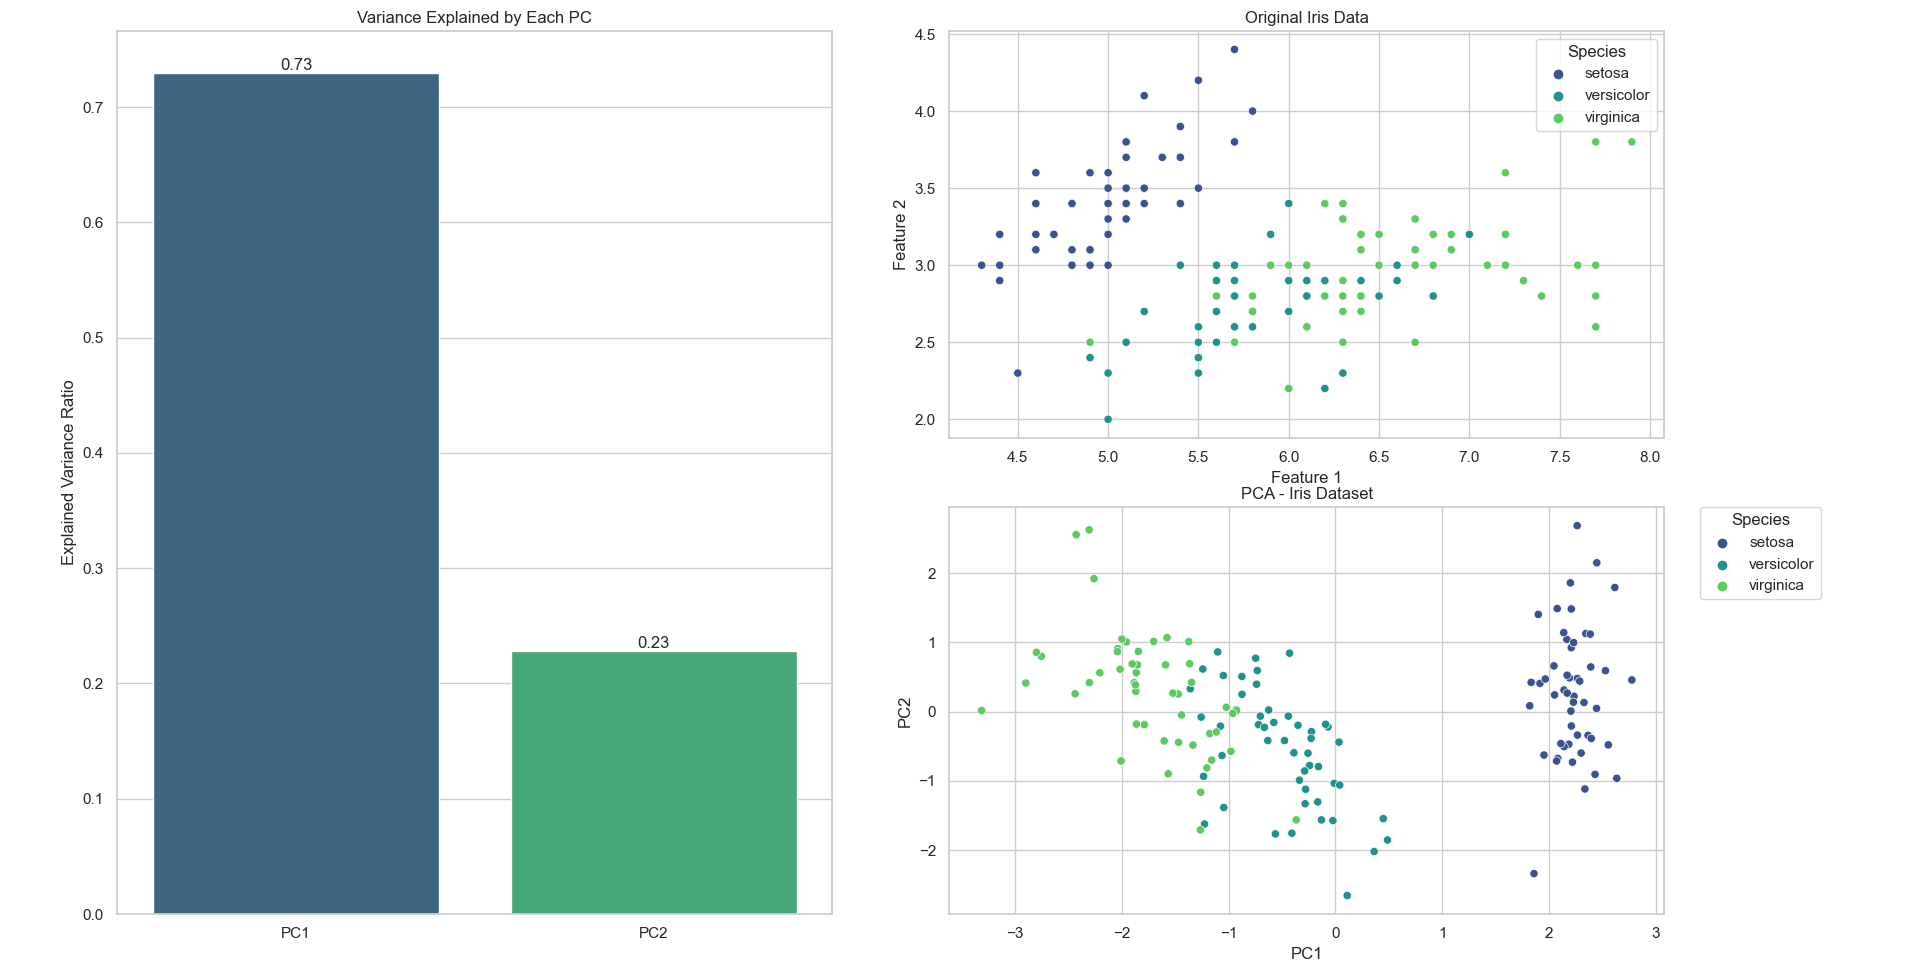 Variance Explained by Each PC
0.73
0.23
0.7
0.6
0.5
0.4
0.3
0.2
0.1
0.0
Explained Variance Ratio
PC1
PC2
Original Iris Data
4.5
4.0
3.5
3.0
2.5
2.0
Feature 2
Species
setosa
versicolor
virginica
4.5
5.0
5.5
6.0
6.5
7.0
7.5
8.0
Feature 1
PCA - Iris Dataset
2
1
0
−1
−2
PC2
−3
−2
−1
0
1
2
3
PC1
Species
setosa
versicolor
virginica